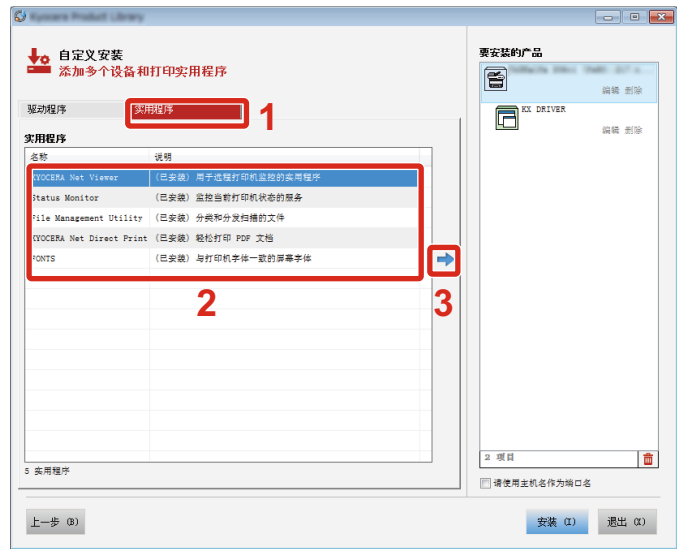 Kyocera Product Library
自定义安装
添加多个设备和打印实用程序
驱动程序
实用程序
1
实用程序
名称 说明
KYOCERA Net Viewer (已安装) 用于远程打印机监控的实用程序
Status Monitor (已安装) 监控当前打印机状态的服务
File Management Utility (已安装) 分类和分发扫描的文件
KYOCERA Net Direct Print (已安装) 轻松打印 PDF 文档
FONTS (已安装) 与打印机字体一致的屏幕字体
2
3
5 实用程序
要安装的产品
编辑 删除
KX DRIVER
编辑 删除
2 项目
请使用主机名作为端口名
上一步 (B)
安装 (I)
退出 (X)